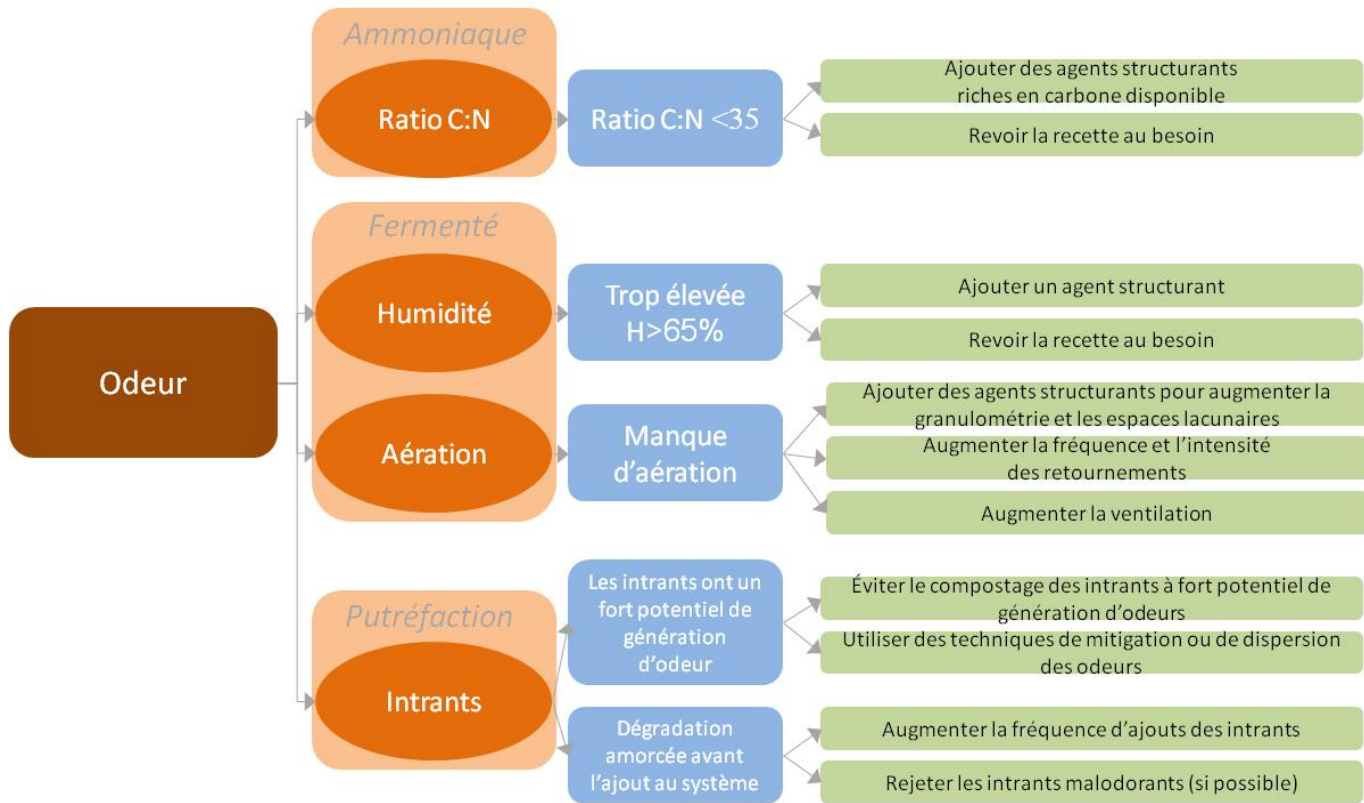 Odeur
Ammoniaque
Ratio C:N
Ratio C:N <35
Ajouter des agents structurants
riches en carbone disponible
Revoir la recette au besoin
Fermenté
Humidité
Trop élevée
H>65%
Ajouter un agent structurant
Revoir la recette au besoin
Aération
Manque
d'aération
Ajouter des agents structurants pour augmenter la
granulométrie et les espaces lacunaires
Augmenter la fréquence et l'intensité
des retournements
Augmenter la ventilation
Putréfaction
Intrants
Les intrants ont un
fort potentiel de
génération
d'odeur
Éviter le compostage des intrants à fort potentiel de
génération d'odeurs
Utiliser des techniques de mitigation ou de dispersion
des odeurs
Dégradation
amorcée avant
l'ajout au système
Augmenter la fréquence d'ajouts des intrants
Rejeter les intrants malodorants (si possible)